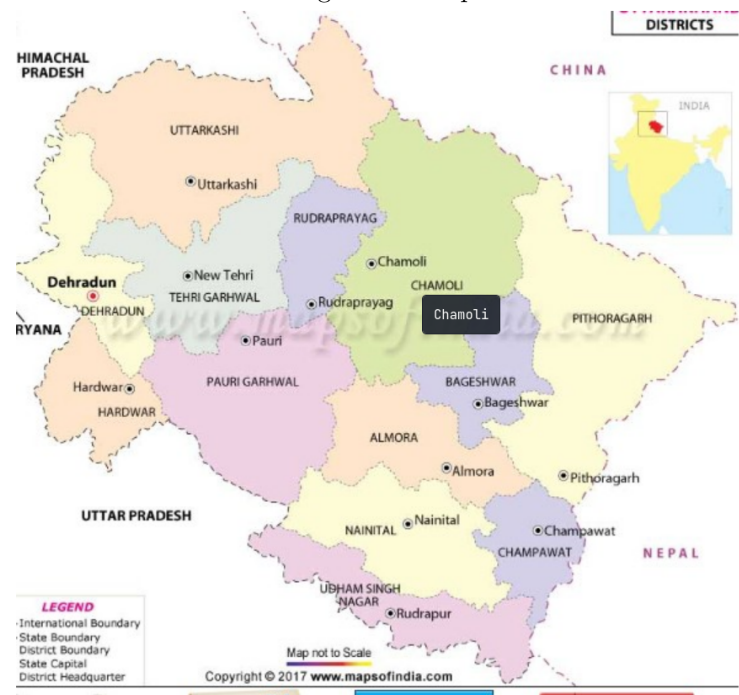 DISTRICTS
HIMACHAL
PRADESH
CHINA
INDIA
UTTARKASHI
Uttarkashi
RUDRAPRAYAG
Chamoli
New Tehri
CHAMOLI
Dehradun
TEHRI GARHWAL
Rudraprayag
Chamoli
DEHRADUN
PITHORAGARH
RYANA
www.mapsofindia.com
Pauri
PAURI GARHWAL
BAGESHWAR
Hardwar
HARDWAR
Bageshwar
ALMORA
Almora
Pithoragarh
UTTAR PRADESH
NAINITAL
Nainital
Champawat
CHAMPAWAT
NEPAL
UDHAM SINGH
NAGAR
Rudrapur
LEGEND
International Boundary
State Boundary
District Boundary
State Capital
District Headquarter
Map not to Scale
Copyright © 2017 www.mapsofindia.com